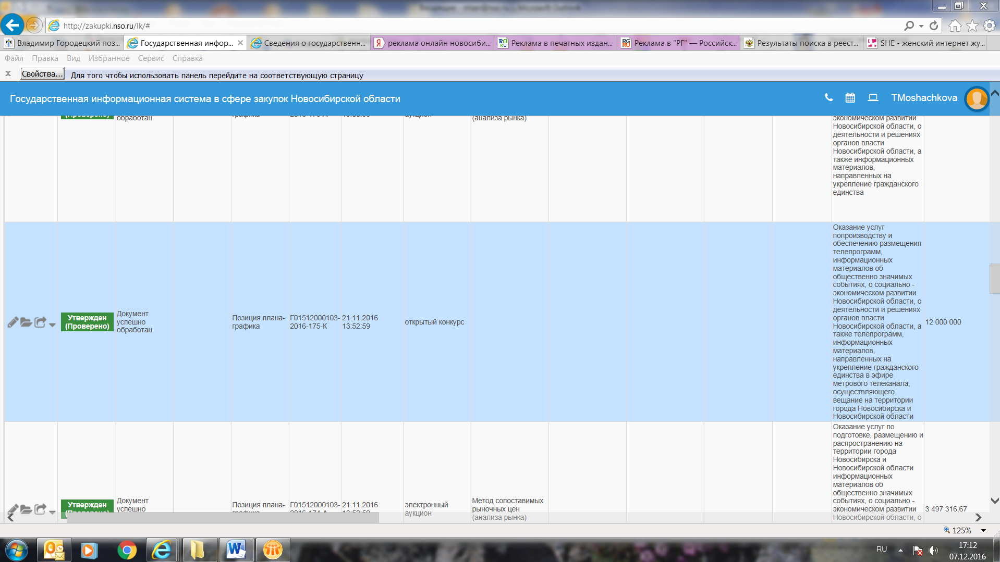 http://zakupki.nso.ru/lk/#
Владимир Городецкий поз...
Государственная инфор...
Сведения о государственн...
реклама онлайн новосиби...
Реклама в печатных издан...
Реклама в "РГ" — Российск...
Результаты поиска в реест...
SHE - женский интернет жу...
Файл Правка Вид Избранное Сервис Справка
x Свойства... Для того чтобы использовать панель перейдите на соответствующую страницу
Государственная информационная система в сфере закупок Новосибирской области
TMoshachkova
обработан
(анализа рынка)
экономическом развитии
Новосибирской области, о
деятельности и решениях
органов власти
Новосибирской области, а
также информационных
материалов,
направленных на
укрепление гражданского
единства
Утвержден
(Проверено)
Документ
успешно
обработан
Позиция плана-
графика
Г01512000103-
2016-175-К
21.11.2016
13:52:59
открытый конкурс
Оказание услуг
попроизводству и
обеспечению размещения
телепрограмм,
информационных
материалов об
общественно значимых
событиях, о социально -
экономическом развитии
Новосибирской области, о
деятельности и решениях
органов власти
Новосибирской области, а
также телепрограмм,
информационных
материалов,
направленных на
укрепление гражданского
единства в эфире
метрового телеканала,
осуществляющего
вещание на территории
города Новосибирска и
Новосибирской области
12 000 000
Утвержден
Документ
успешно
Позиция плана-
Г01512000103-
21.11.2016
электронный
аукцион
Метод сопоставимых
рыночных цен
(анализа рынка)
Оказание услуг по
подготовке, размещению и
распространению на
территории города
Новосибирска и
Новосибирской области
информационных
материалов об
общественно значимых
событиях, о социально -
экономическом развитии
Новосибирской области, о
3 497 316,67
125%
RU
17:12
07.12.2016